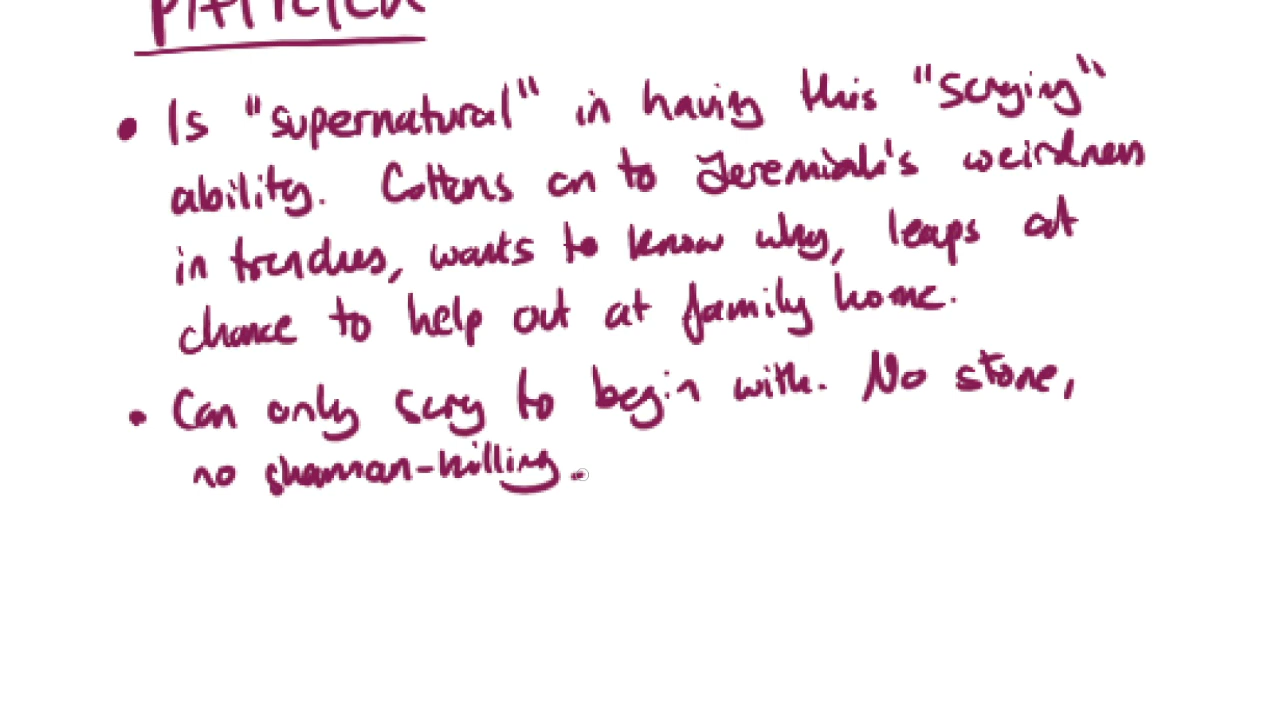 • Is "supernatural" in having this "scrying"
ability. Cottons on to Jeremiah's weirdness
in trenches, wants to know why, leaps at
chance to help out at family home.
• Can only scry to begin with. No stone,
no shaman-killing.